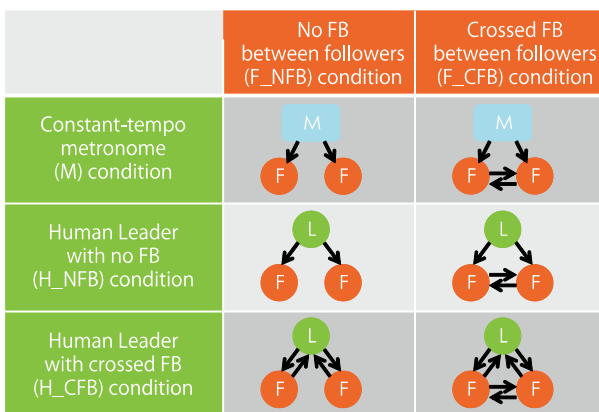 No FB
between followers
(F_NFB) condition
Crossed FB
between followers
(F_CFB) condition
Constant-tempo
metronome
(M) condition
M
F F
M
F F
Human Leader
with no FB
(H_NFB) condition
L
F F
L
F F
Human Leader
with crossed FB
(H_CFB) condition
L
F F
L
F F